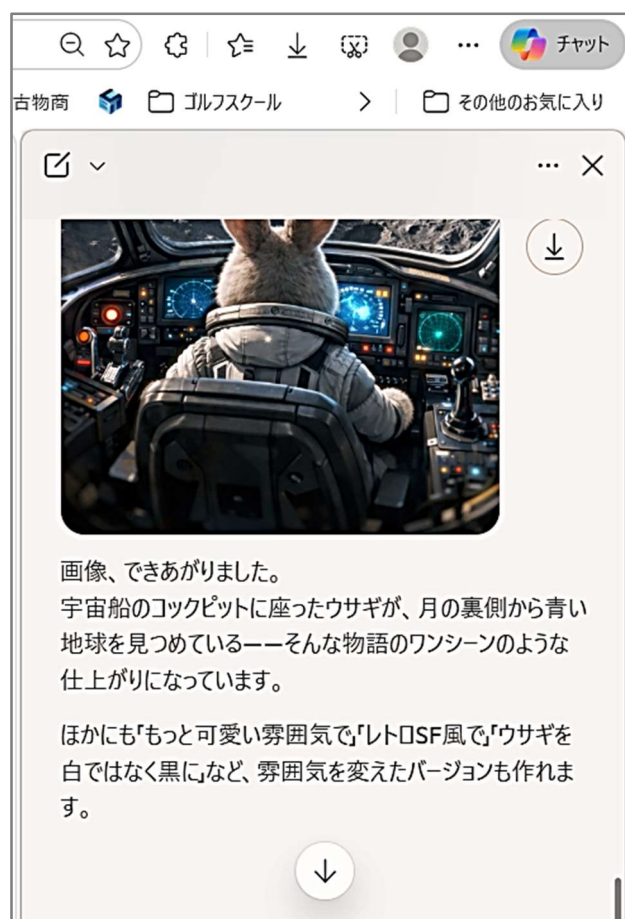 チャット
古物商
ゴルフスクール
その他のお気に入り
画像、できあがりました。
宇宙船のコックピットに座ったウサギが、月の裏側から青い
地球を見つめている——そんな物語のワンシーンのような
仕上がりになっています。
ほかにも「もっと可愛い雰囲気で」「レトロSF風で」「ウサギを
白ではなく黒に」など、雰囲気を変えたバージョンも作れま
す。